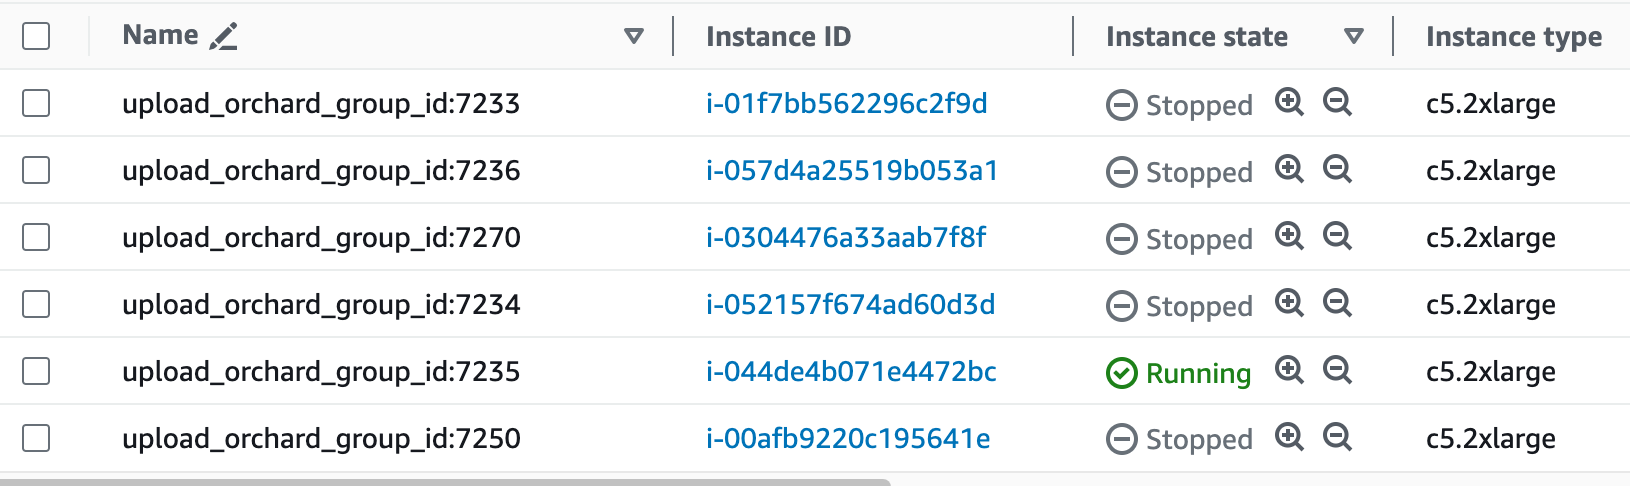 Name Instance ID Instance state Instance type
upload_orchard_group_id:7233 i-01f7bb562296c2f9d Stopped c5.2xlarge
upload_orchard_group_id:7236 i-057d4a25519b053a1 Stopped c5.2xlarge
upload_orchard_group_id:7270 i-0304476a33aab7f8f Stopped c5.2xlarge
upload_orchard_group_id:7234 i-052157f674ad60d3d Stopped c5.2xlarge
upload_orchard_group_id:7235 i-044de4b071e4472bc Running c5.2xlarge
upload_orchard_group_id:7250 i-00afb9220c195641e Stopped c5.2xlarge